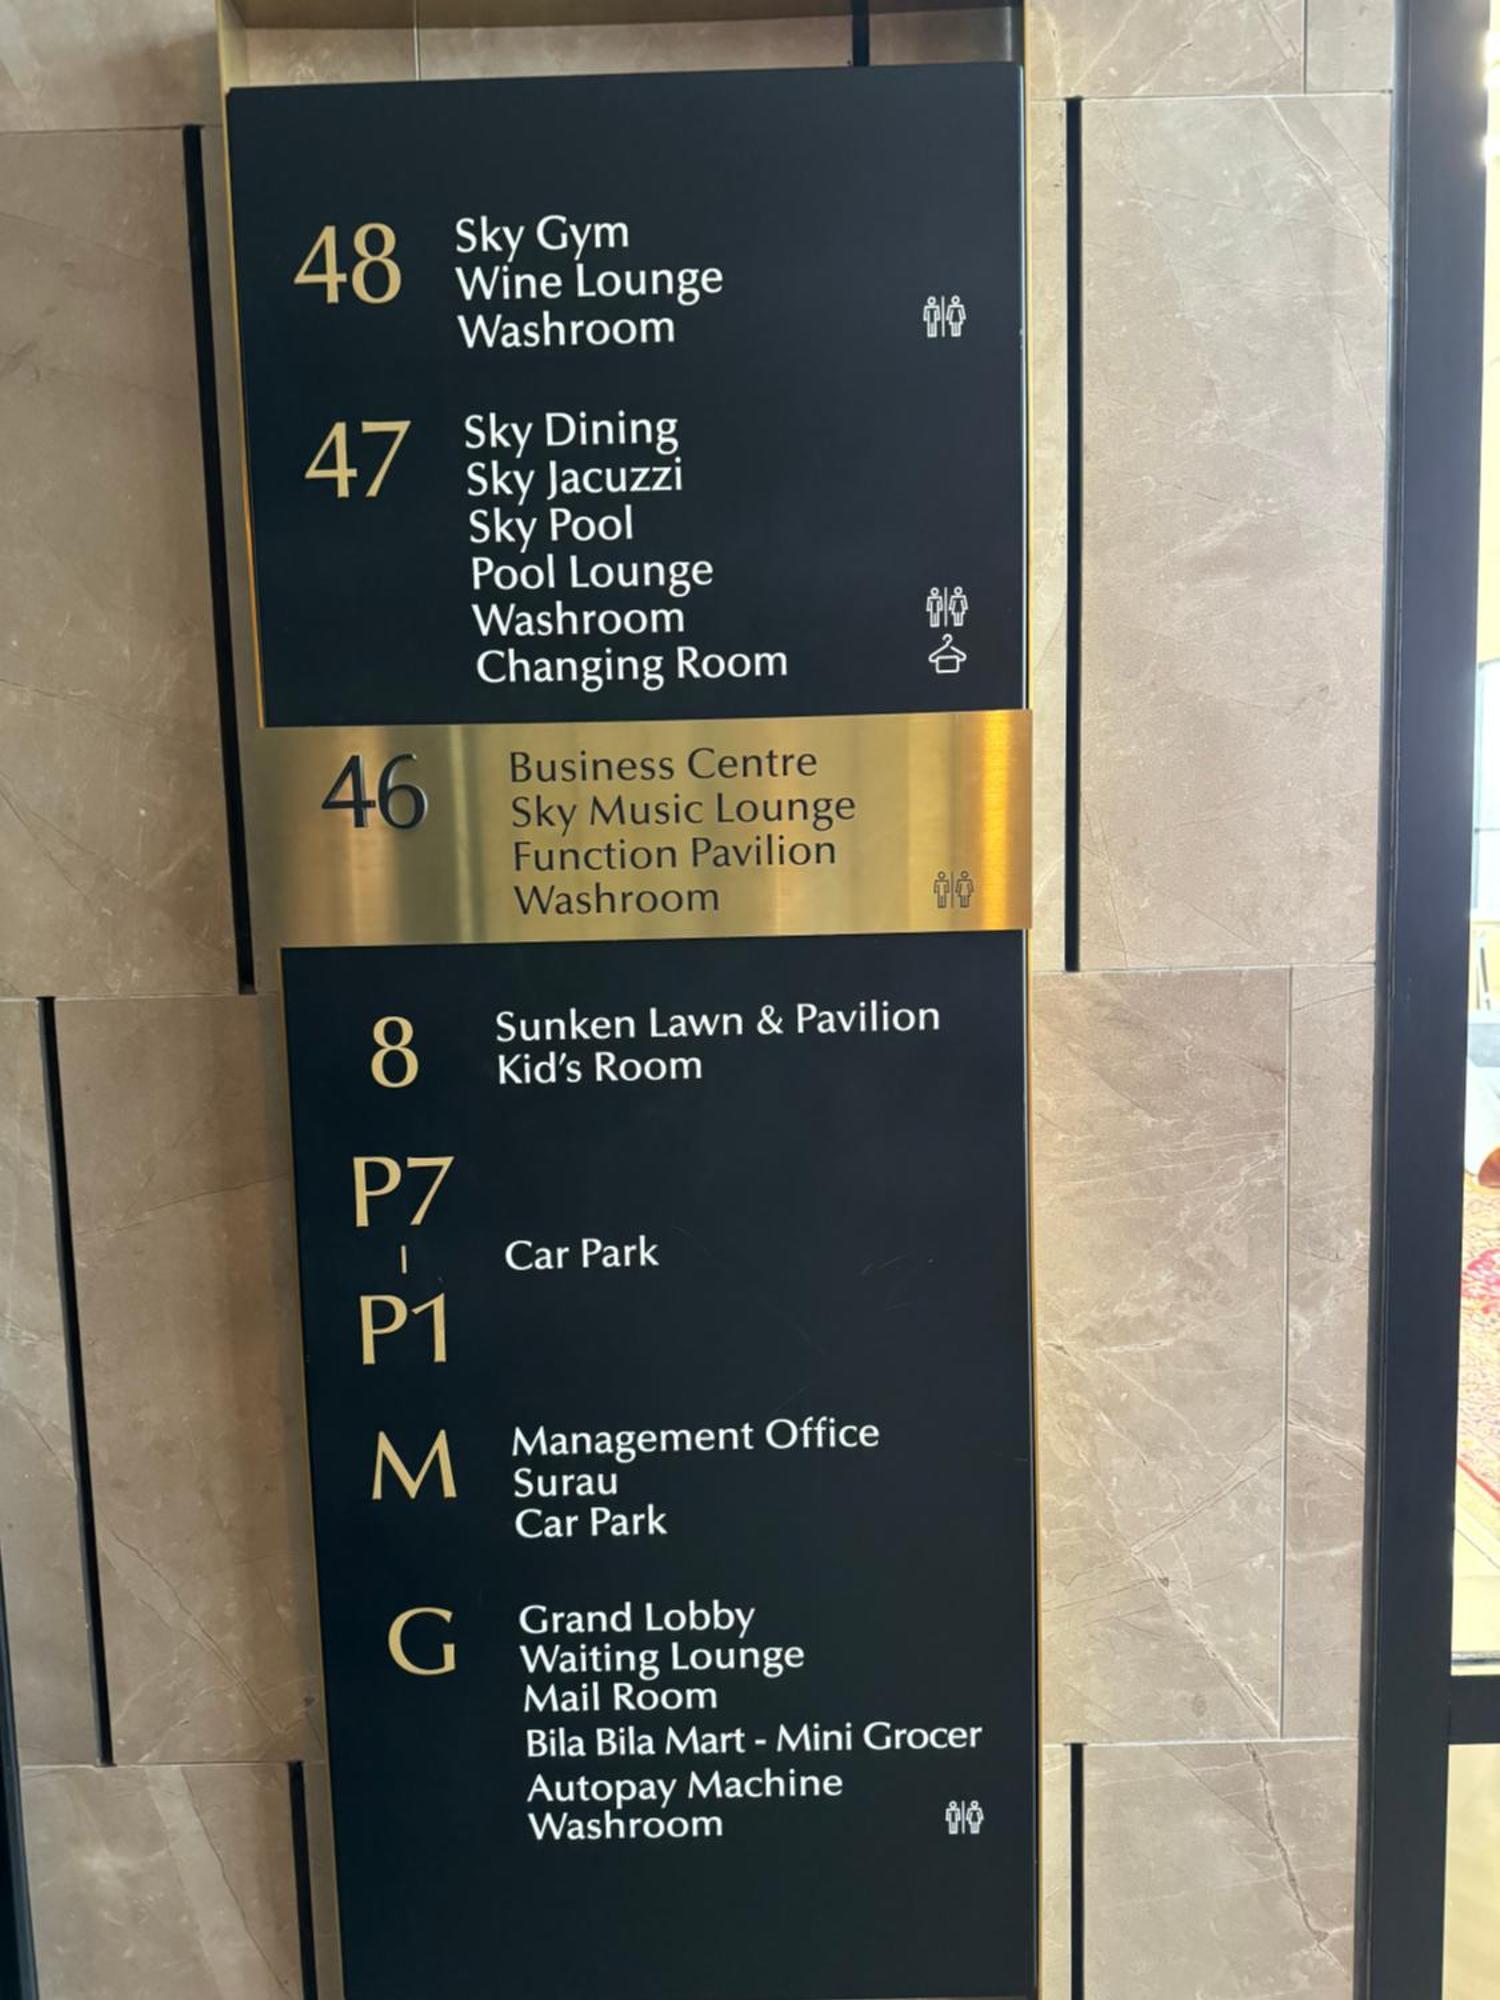 48
Sky Gym
Wine Lounge
Washroom
47
Sky Dining
Sky Jacuzzi
Sky Pool
Pool Lounge
Washroom
Changing Room
46
Business Centre
Sky Music Lounge
Function Pavilion
Washroom
8
Sunken Lawn & Pavilion
Kid's Room
P7
|
P1
Car Park
M
Management Office
Surau
Car Park
G
Grand Lobby
Waiting Lounge
Mail Room
Bila Bila Mart - Mini Grocer
Autopay Machine
Washroom